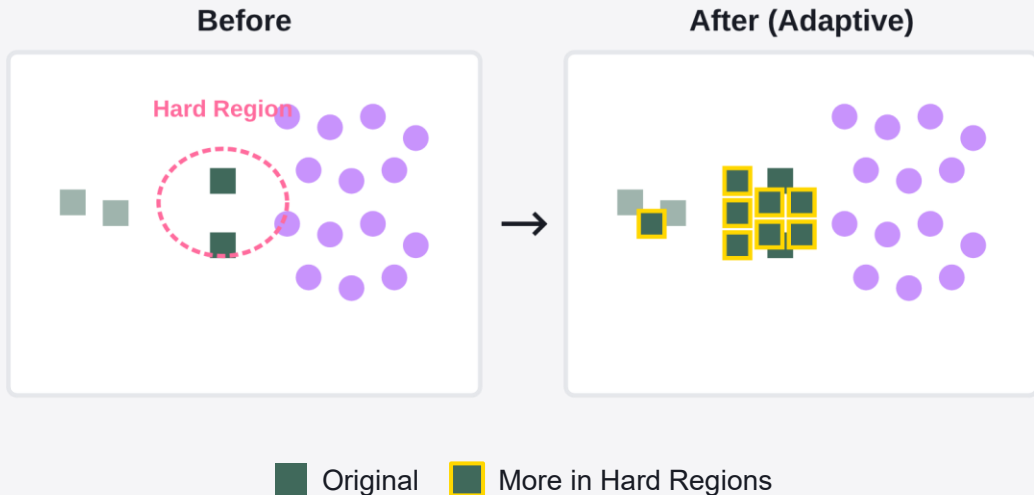 Before
After (Adaptive)
Hard Region
→
Original
More in Hard Regions